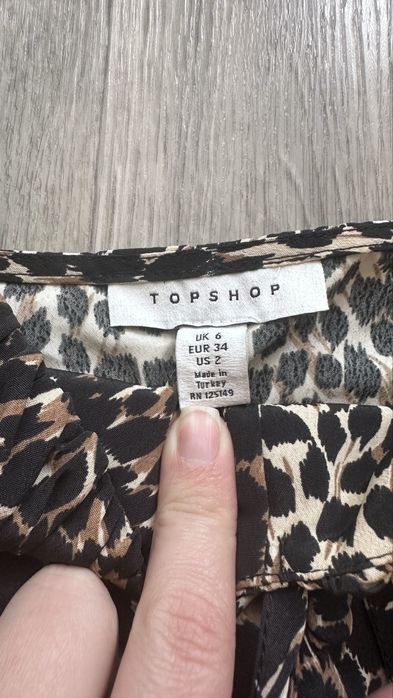 TOPSHOP
UK 6
EUR 34
US 2
Made in
Turkey
RN 125149